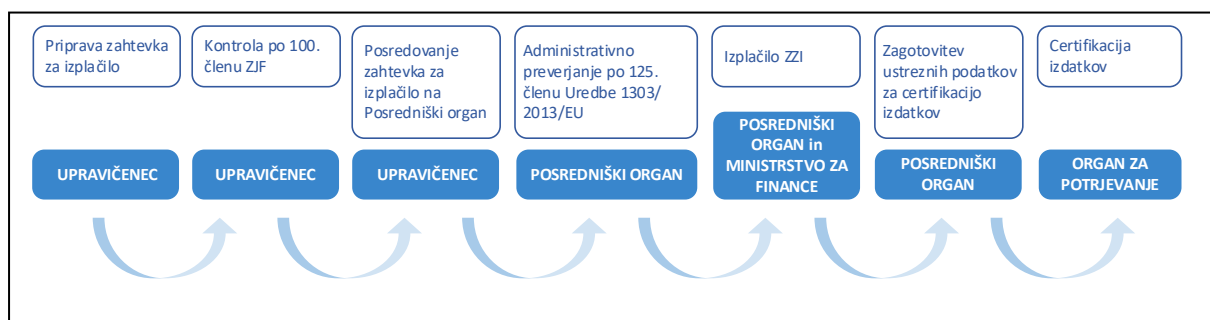 Priprava zahtevka
za izplačilo
Kontrola po 100.
členu ZJF
Posredovanje
zahtevka za
izplačilo na
Posredniški organ
Administrativno
preverjanje po 125.
členu Uredbe 1303/
2013/EU
Izplačilo ZZI
Zagotovitev
ustreznih podatkov
za certifikacijo
izdatkov
Certifikacija
izdatkov
UPRAVIČENEC
UPRAVIČENEC
UPRAVIČENEC
POSREDNIŠKI ORGAN
POSREDNIŠKI
ORGAN in
MINISTRSTVO ZA
FINANCE
POSREDNIŠKI
ORGAN
ORGAN ZA
POTRJEVANJE